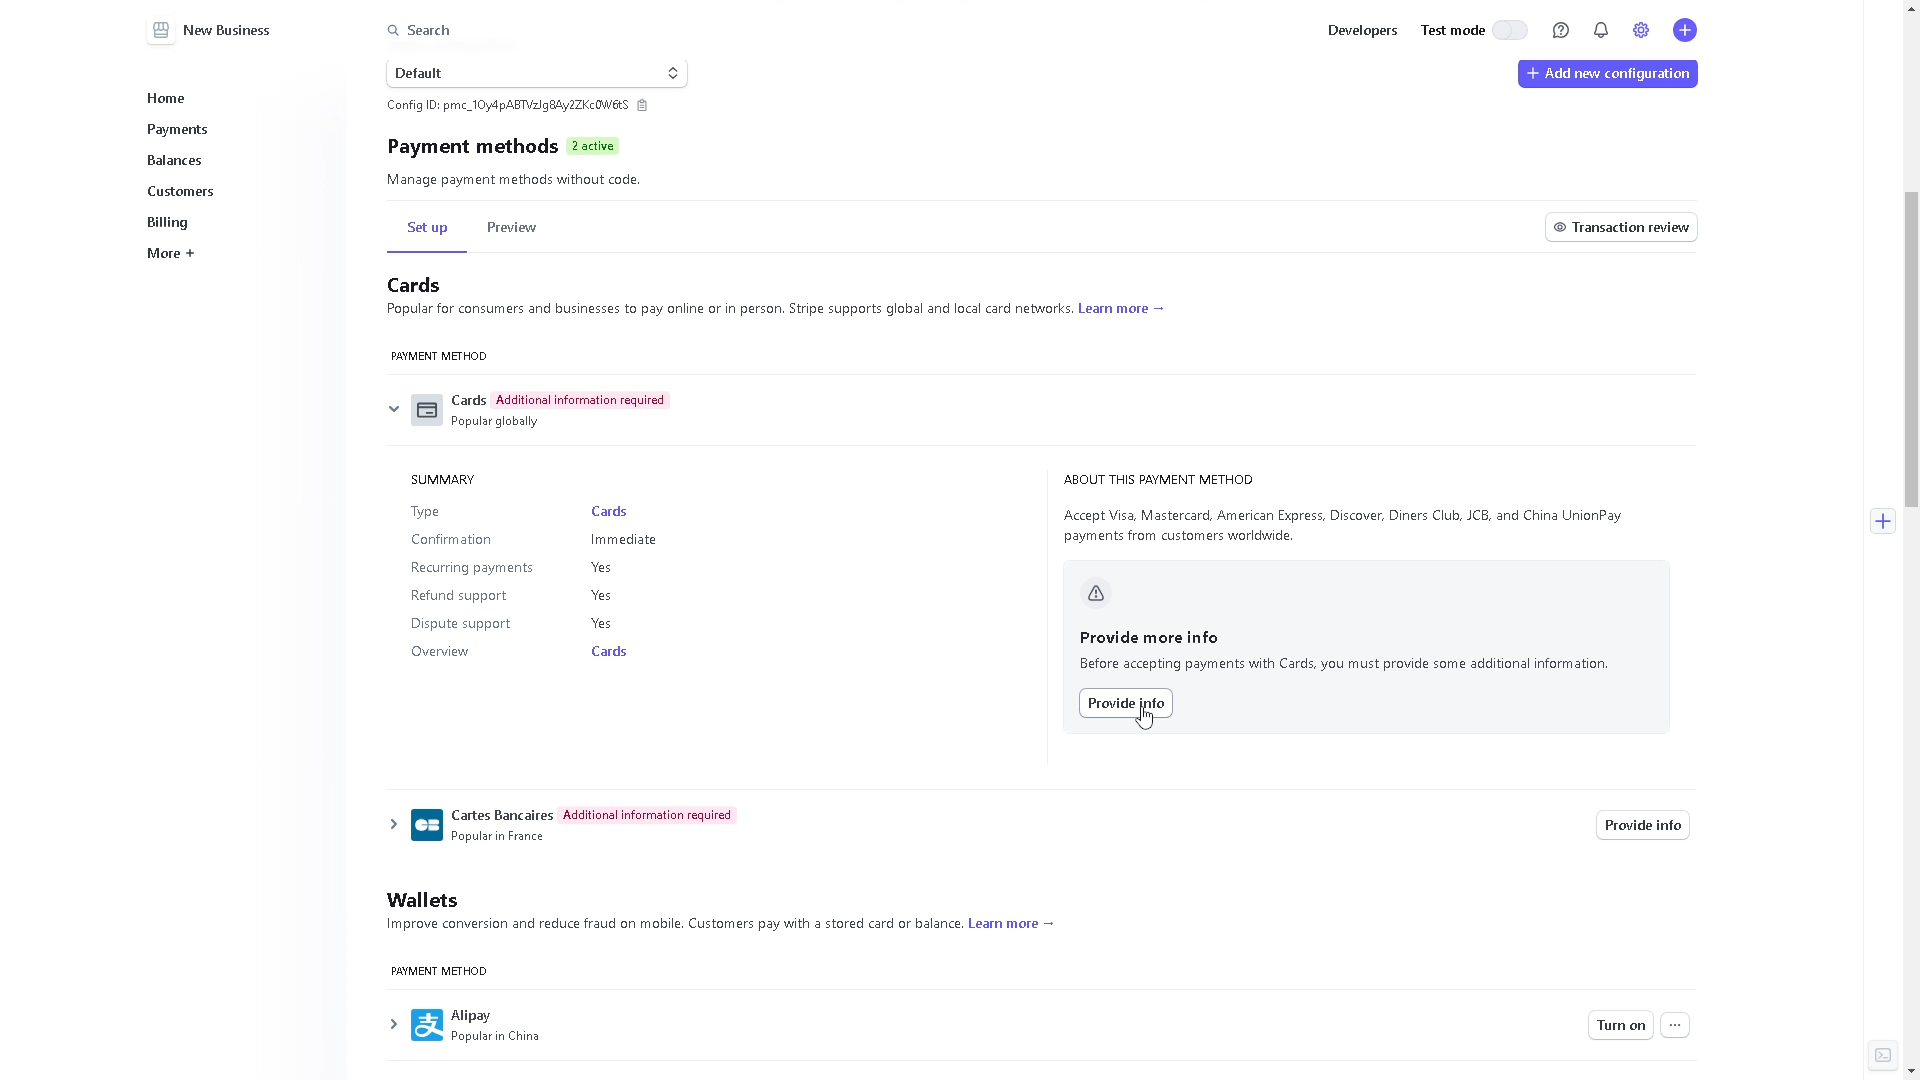 New Business
Search
Developers
Test mode
Home
Payments
Balances
Customers
Billing
More +
Default
Add new configuration
Config ID: pmc_1Oy4pABTVzJg8Ay2ZKc0W6tS
Payment methods 2 active
Manage payment methods without code.
Set up
Preview
Transaction review
Cards
Popular for consumers and businesses to pay online or in person. Stripe supports global and local card networks. Learn more →
PAYMENT METHOD
Cards Additional information required
Popular globally
SUMMARY
Type Cards
Confirmation Immediate
Recurring payments Yes
Refund support Yes
Dispute support Yes
Overview Cards
ABOUT THIS PAYMENT METHOD
Accept Visa, Mastercard, American Express, Discover, Diners Club, JCB, and China UnionPay
payments from customers worldwide.
Provide more info
Before accepting payments with Cards, you must provide some additional information.
Provide info
Cartes Bancaires Additional information required
Popular in France
Provide info
Wallets
Improve conversion and reduce fraud on mobile. Customers pay with a stored card or balance. Learn more →
PAYMENT METHOD
支 Alipay
Popular in China
Turn on